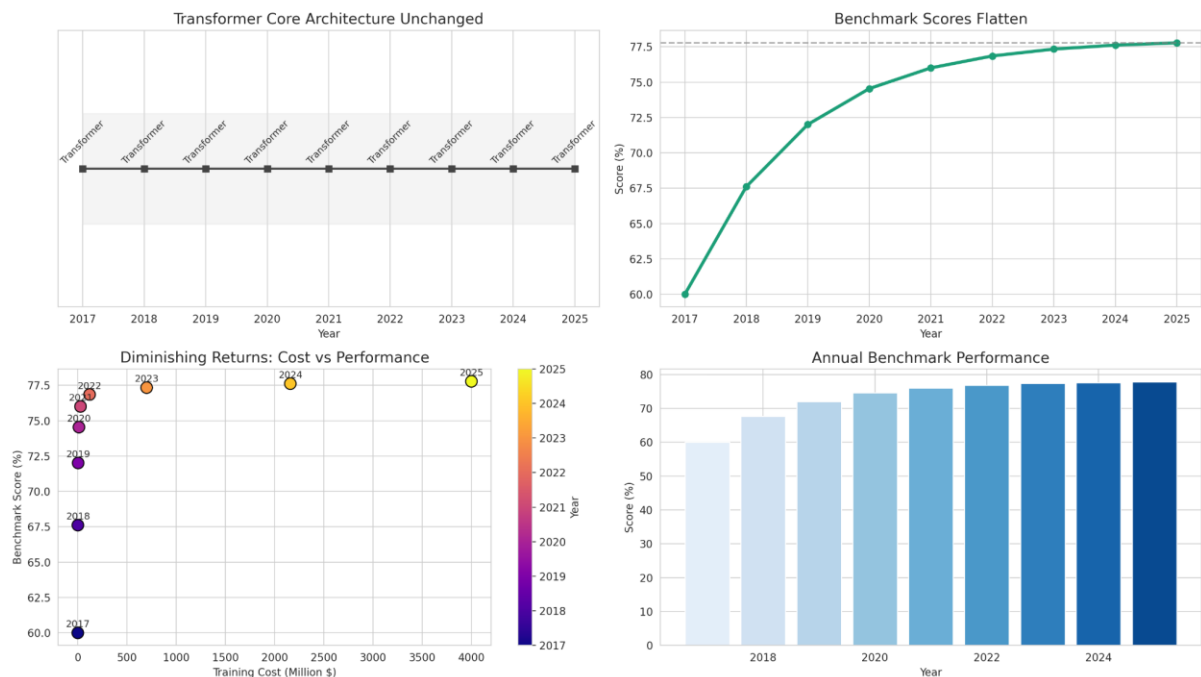 Transformer Core Architecture Unchanged
Transformer
Transformer
Transformer
Transformer
Transformer
Transformer
Transformer
Transformer
Transformer
2017 2018 2019 2020 2021 2022 2023 2024 2025
Year
Benchmark Scores Flatten
Score (%)
77.5
75.0
72.5
70.0
67.5
65.0
62.5
60.0
2017 2018 2019 2020 2021 2022 2023 2024 2025
Year
Diminishing Returns: Cost vs Performance
Benchmark Score (%)
77.5
75.0
72.5
70.0
67.5
65.0
62.5
60.0
2025
2024
2023
2022
2021
2020
2019
2018
2017
0 500 1000 1500 2000 2500 3000 3500 4000
Training Cost (Million $)
2025
2024
2023
2022
2021
2020
2019
2018
2017
Year
Annual Benchmark Performance
Score (%)
80
70
60
50
40
30
20
10
0
2018 2020 2022 2024
Year